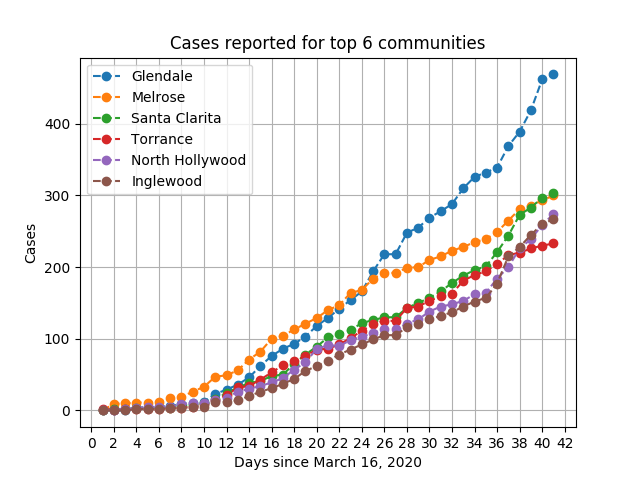 Cases reported for top 6 communities
Glendale
Melrose
Santa Clarita
Torrance
North Hollywood
Inglewood
400
300
200
100
0
Cases
0 2 4 6 8 10 12 14 16 18 20 22 24 26 28 30 32 34 36 38 40 42
Days since March 16, 2020